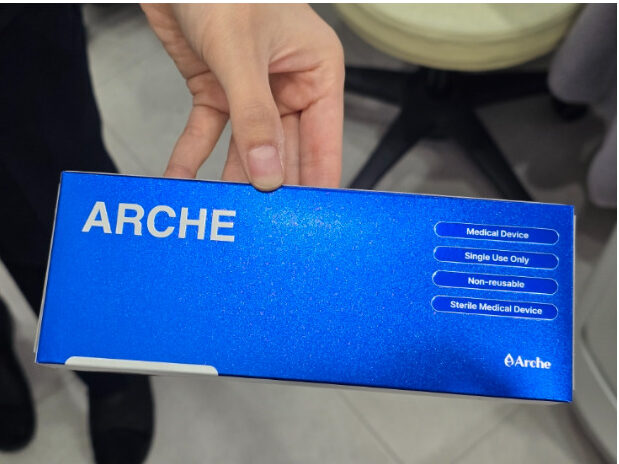 ARCHE
Medical Device
Single Use Only
Non-reusable
Sterile Medical Device
Arche